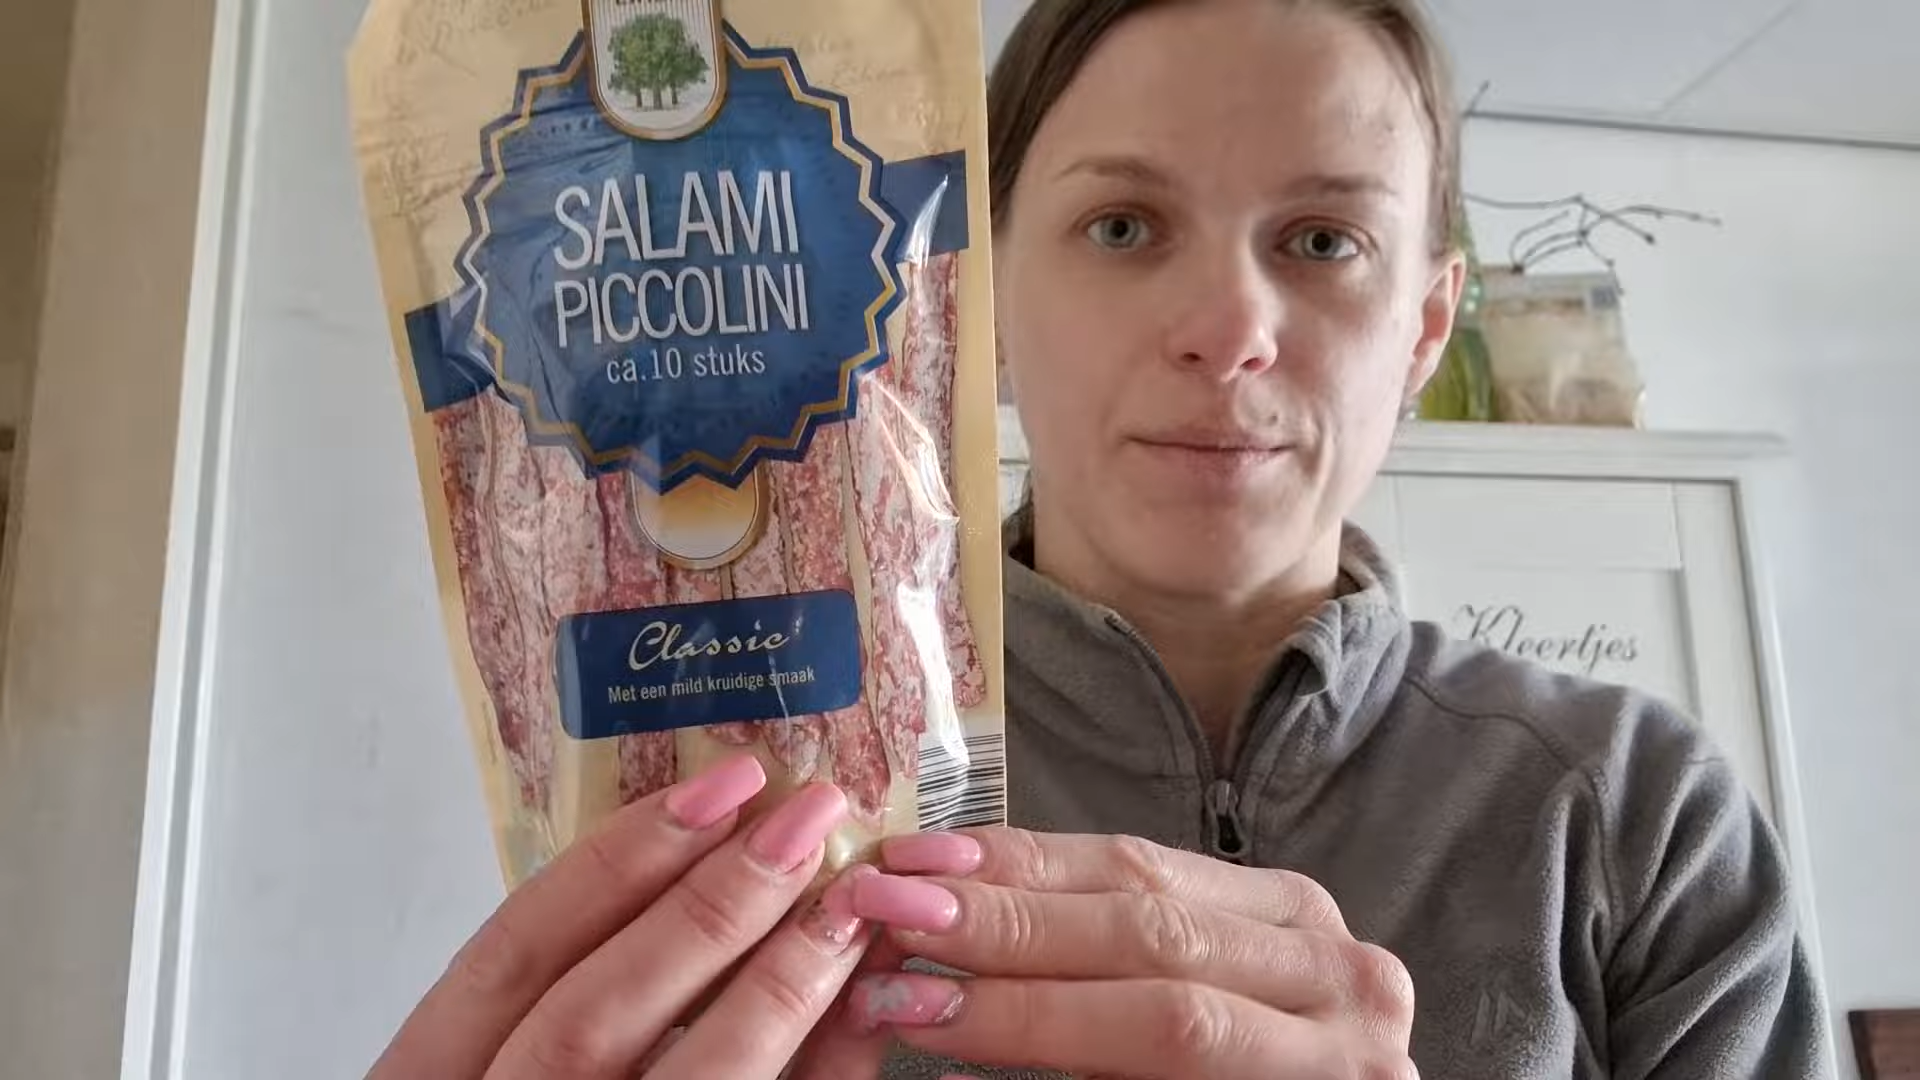 SALAMI
PICCOLINI
ca.10 stuks
Classic
Met een mild kruidige smaak
Kleertjes